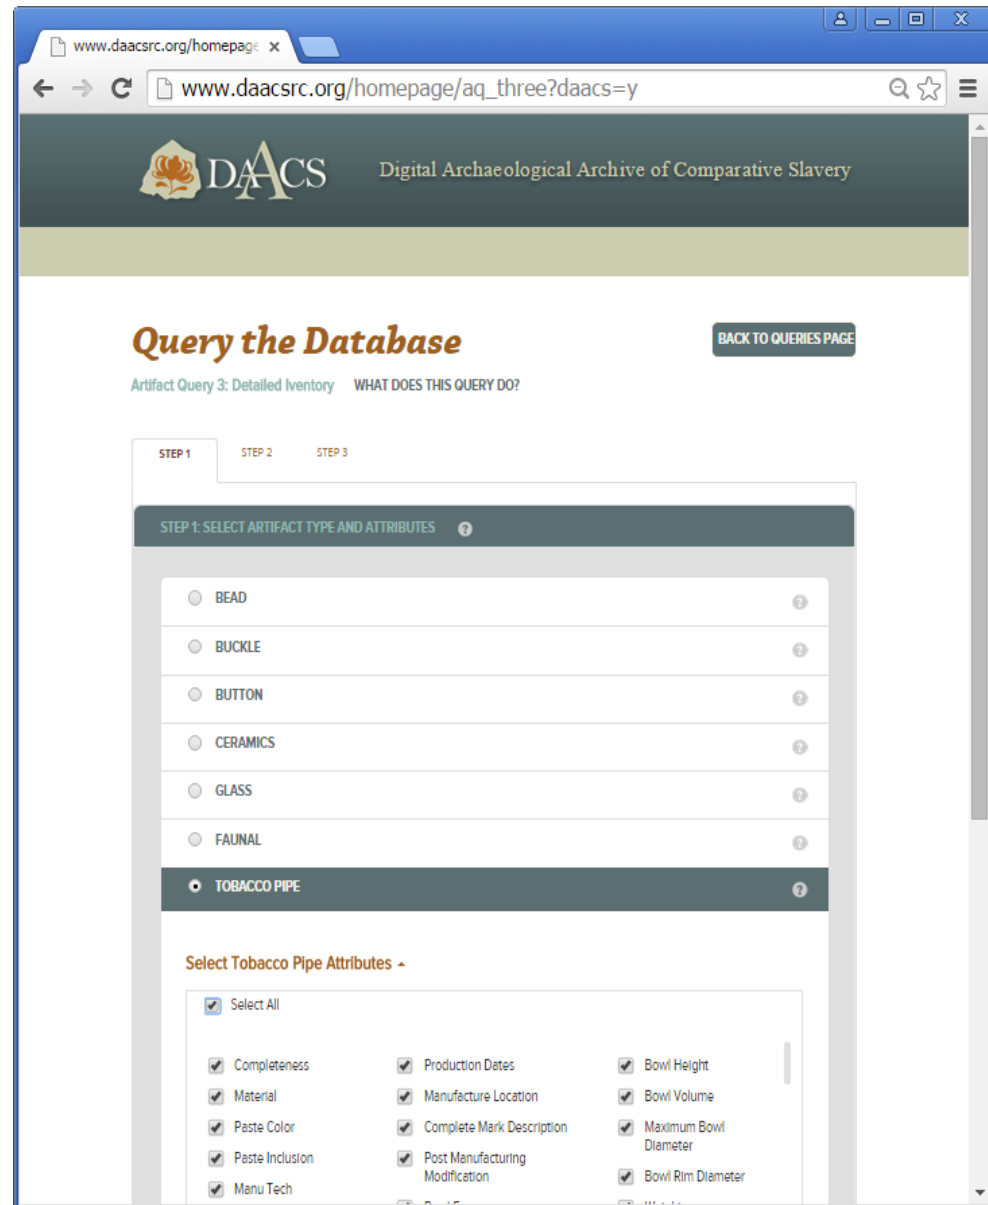 www.daacsrc.org/homepage
www.daacsrc.org/homepage/aq_three?daacs=y
DAACS
Digital Archaeological Archive of Comparative Slavery
Query the Database
BACK TO QUERIES PAGE
Artifact Query 3: Detailed Iventory
WHAT DOES THIS QUERY DO?
STEP 1
STEP 2
STEP 3
STEP 1: SELECT ARTIFACT TYPE AND ATTRIBUTES
BEAD
BUCKLE
BUTTON
CERAMICS
GLASS
FAUNAL
TOBACCO PIPE
Select Tobacco Pipe Attributes
Select All
Completeness
Material
Paste Color
Paste Inclusion
Manu Tech
Production Dates
Manufacture Location
Complete Mark Description
Post Manufacturing
Modification
Bowl Height
Bowl Volume
Maximum Bowl
Diameter
Bowl Rim Diameter